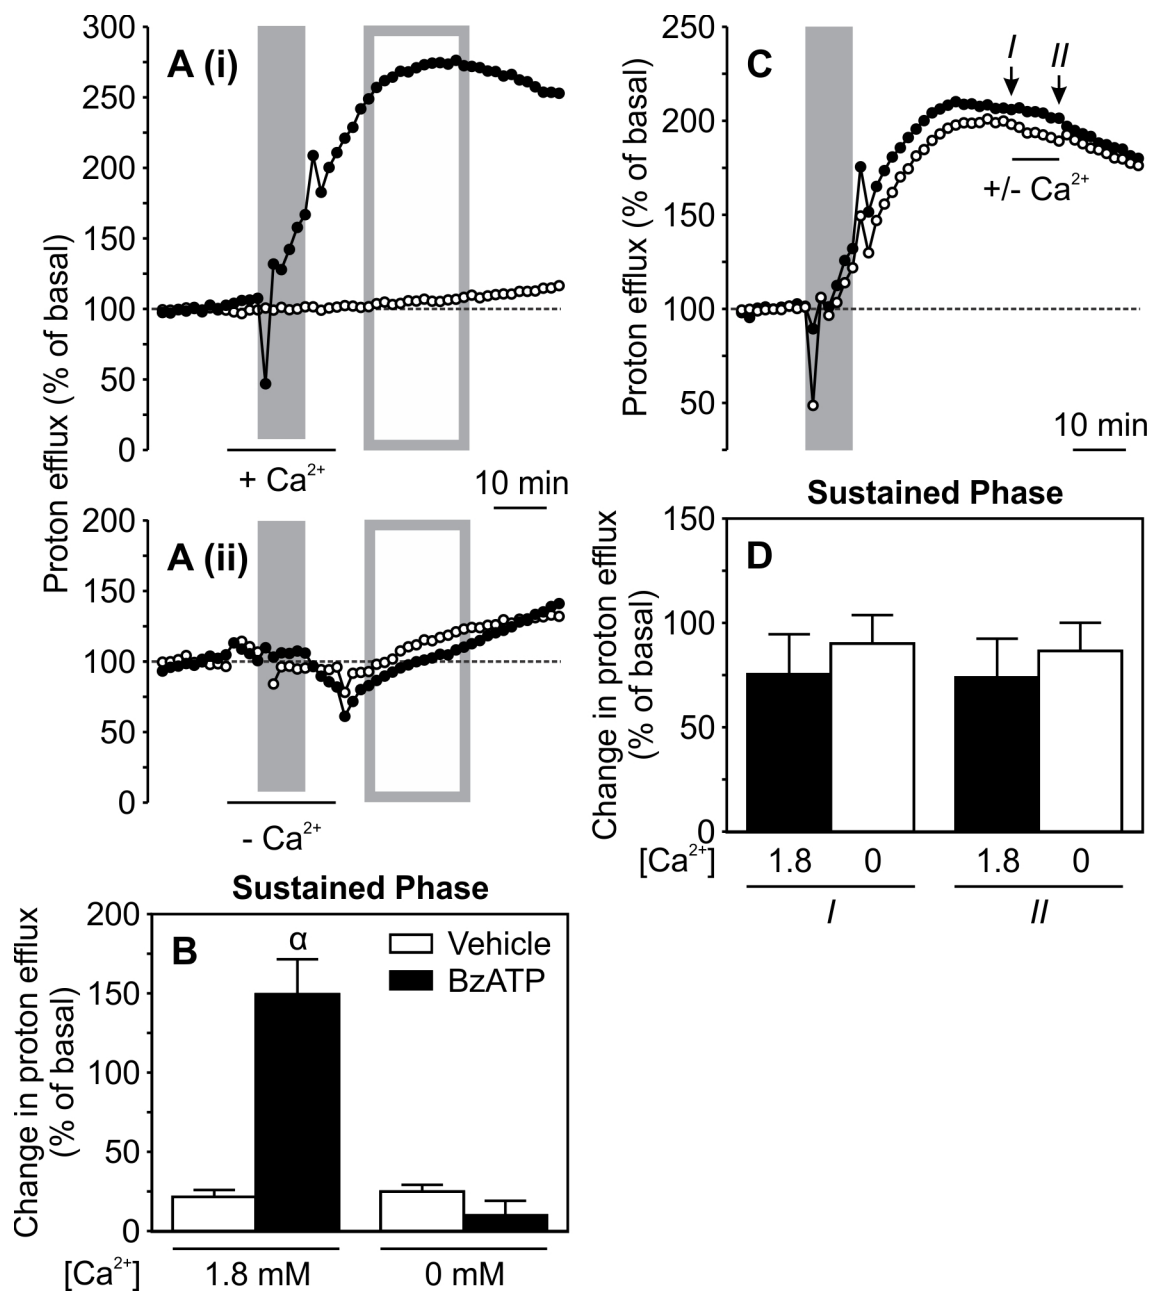 A (i)
Proton efflux (% of basal)
300
250
200
150
100
50
0
+ Ca²⁺
10 min
A (ii)
200
150
100
50
0
- Ca²⁺
Sustained Phase
B
Change in proton efflux
(% of basal)
200
150
100
50
0
α
Vehicle
BzATP
[Ca²⁺]
1.8 mM
0 mM
C
Proton efflux (% of basal)
250
200
150
100
50
I
II
+/- Ca²⁺
10 min
Sustained Phase
D
Change in proton efflux
(% of basal)
150
100
50
0
[Ca²⁺]
1.8
0
1.8
0
I
II